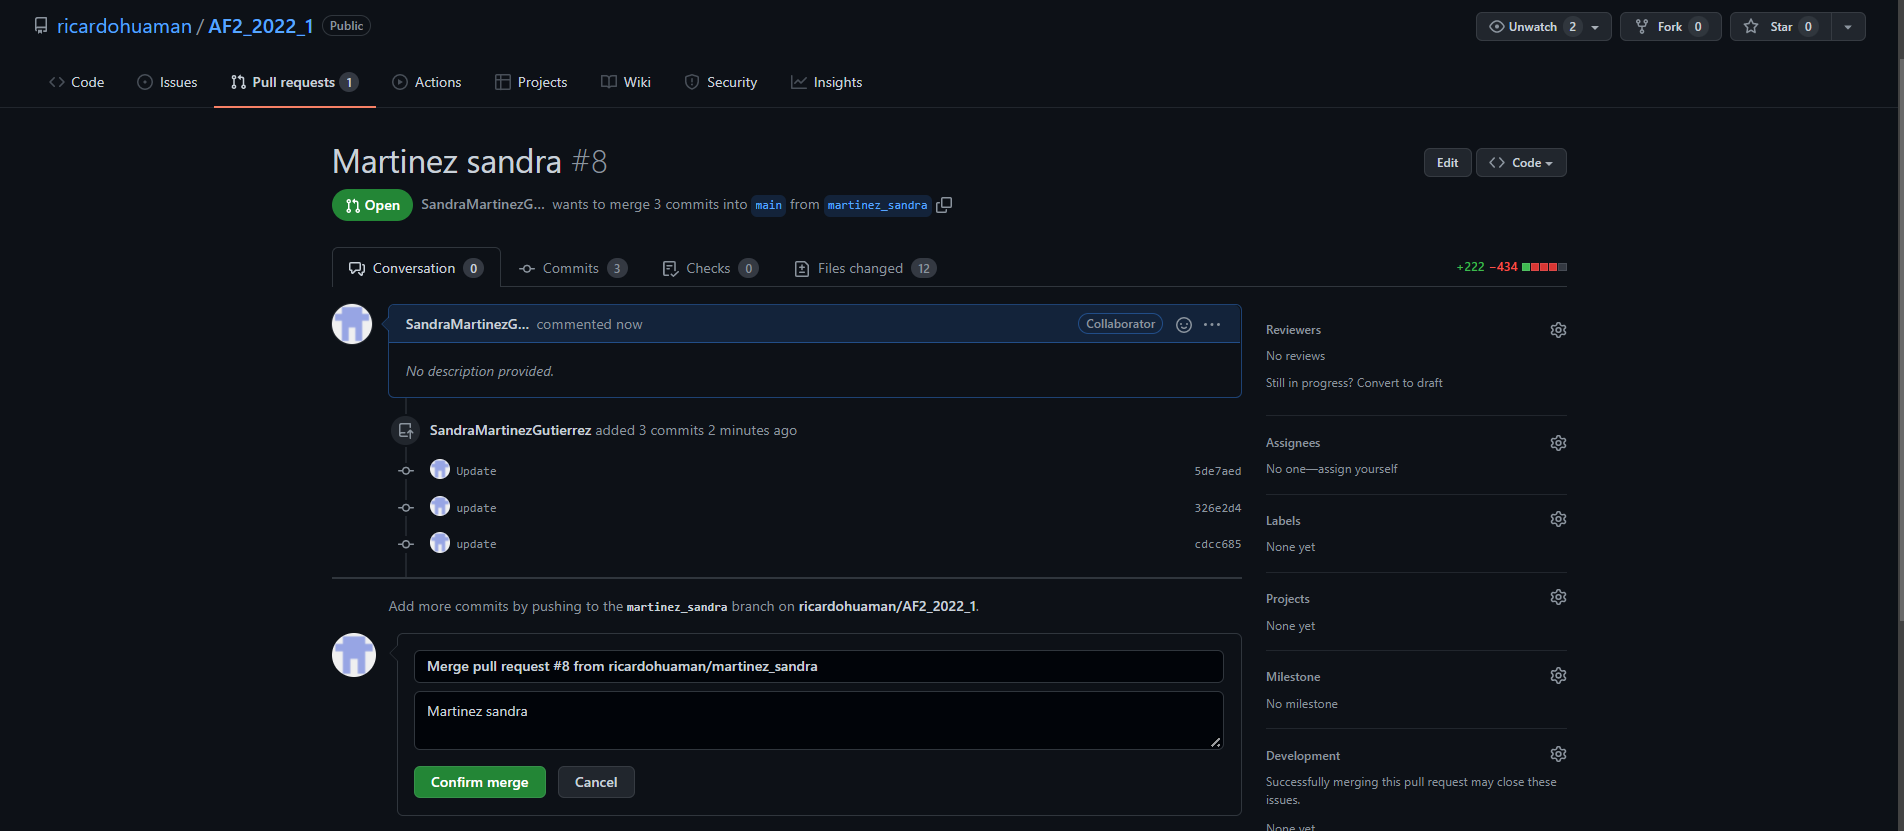 ricardohuaman / AF2_2022_1 Public
Unwatch 2 Fork 0 Star 0
Code Issues Pull requests 1 Actions Projects Wiki Security Insights
Martinez sandra #8
Edit Code
Open SandraMartinezG... wants to merge 3 commits into main from martinez_sandra
Conversation 0 Commits 3 Checks 0 Files changed 12
+222 −434
SandraMartinezG... commented now
Collaborator
No description provided.
SandraMartinezGutierrez added 3 commits 2 minutes ago
Update 5de7aed
update 326e2d4
update cdcc685
Add more commits by pushing to the martinez_sandra branch on ricardohuaman/AF2_2022_1.
Merge pull request #8 from ricardohuaman/martinez_sandra
Martinez sandra
Confirm merge Cancel
Reviewers
No reviews
Still in progress? Convert to draft
Assignees
No one—assign yourself
Labels
None yet
Projects
None yet
Milestone
No milestone
Development
Successfully merging this pull request may close these
issues.
None yet